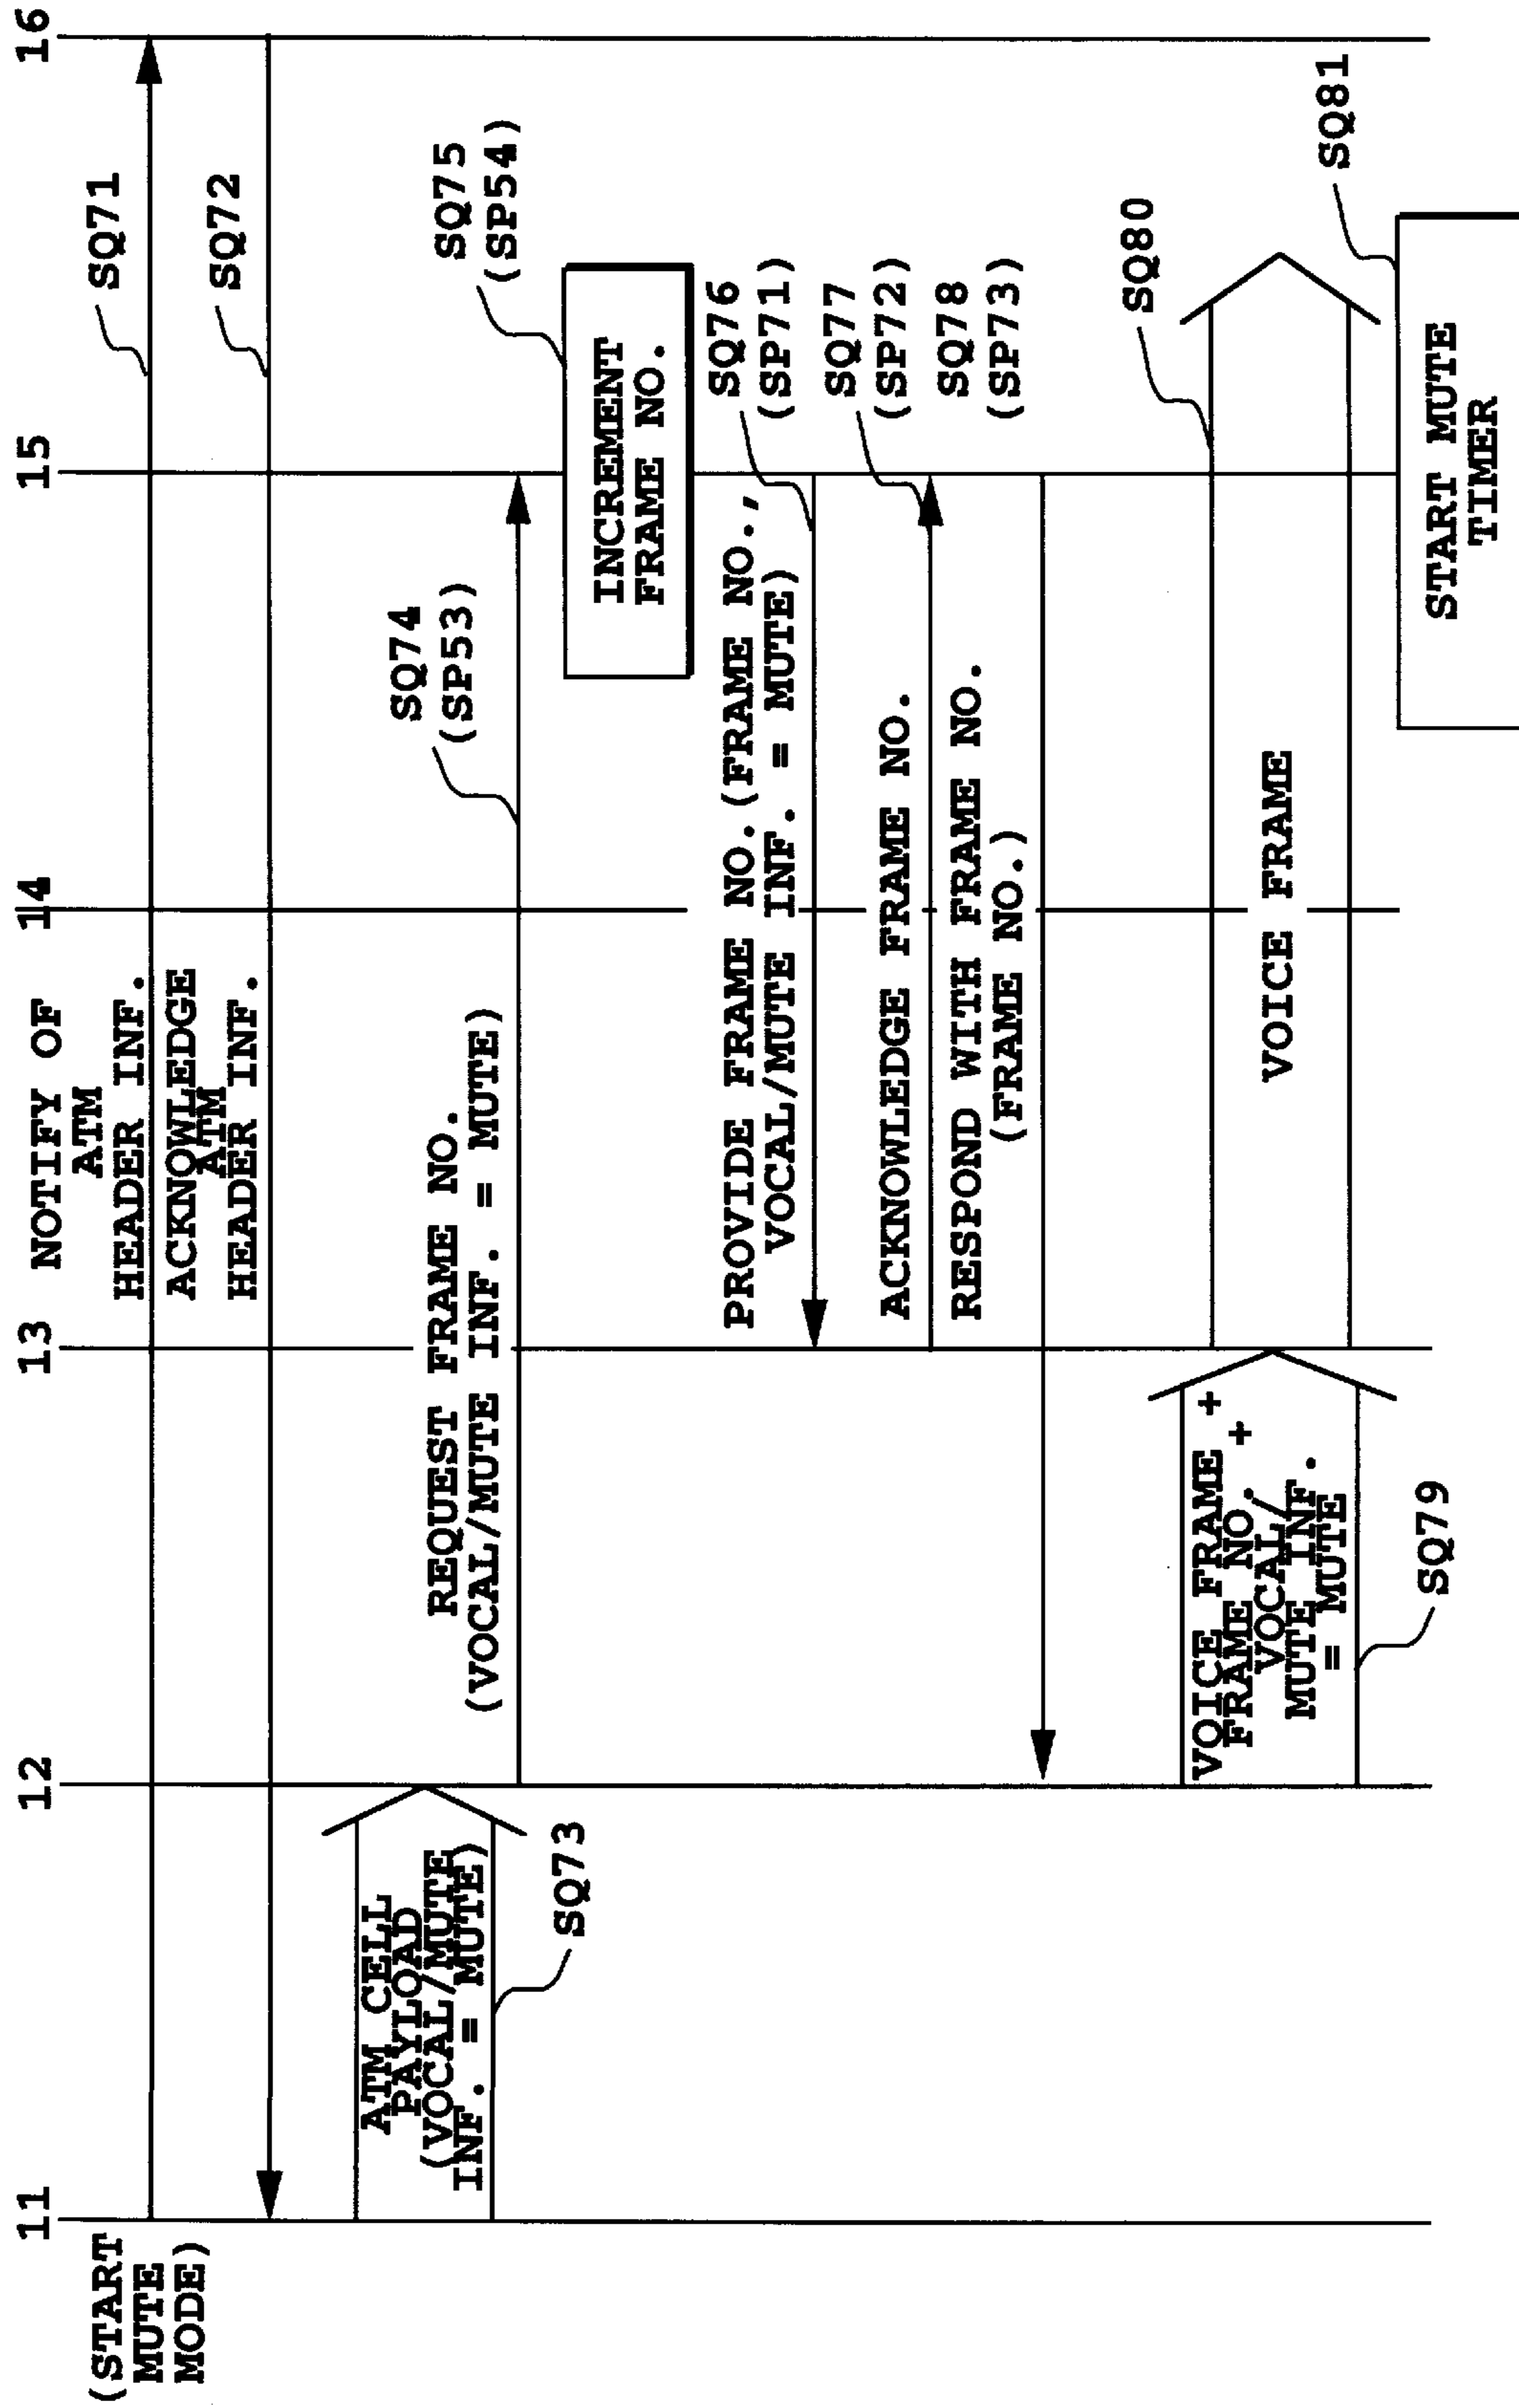 11
12
13
14
15
16
(START
MUTE
MODE)
NOTIFY OF
ATM
HEADER INF.
SQ71
ACKNOWLEDGE
ATM
HEADER INF.
SQ72
ATM CELL
PAYLOAD
(VOCAL/MUTE
INF. = MUTE)
SQ73
REQUEST FRAME NO.
(VOCAL/MUTE INF. = MUTE)
SQ74
(SP53)
SQ75
(SP54)
INCREMENT
FRAME NO.
PROVIDE FRAME NO.(FRAME NO.,
VOCAL/MUTE INF. = MUTE)
SQ76
(SP71)
ACKNOWLEDGE FRAME NO.
SQ77
(SP72)
RESPOND WITH FRAME NO.
(FRAME NO.)
SQ78
(SP73)
VOICE FRAME +
FRAME NO. +
VOCAL/
MUTE INF.
= MUTE
SQ79
VOICE FRAME
SQ80
START MUTE
TIMER
SQ81